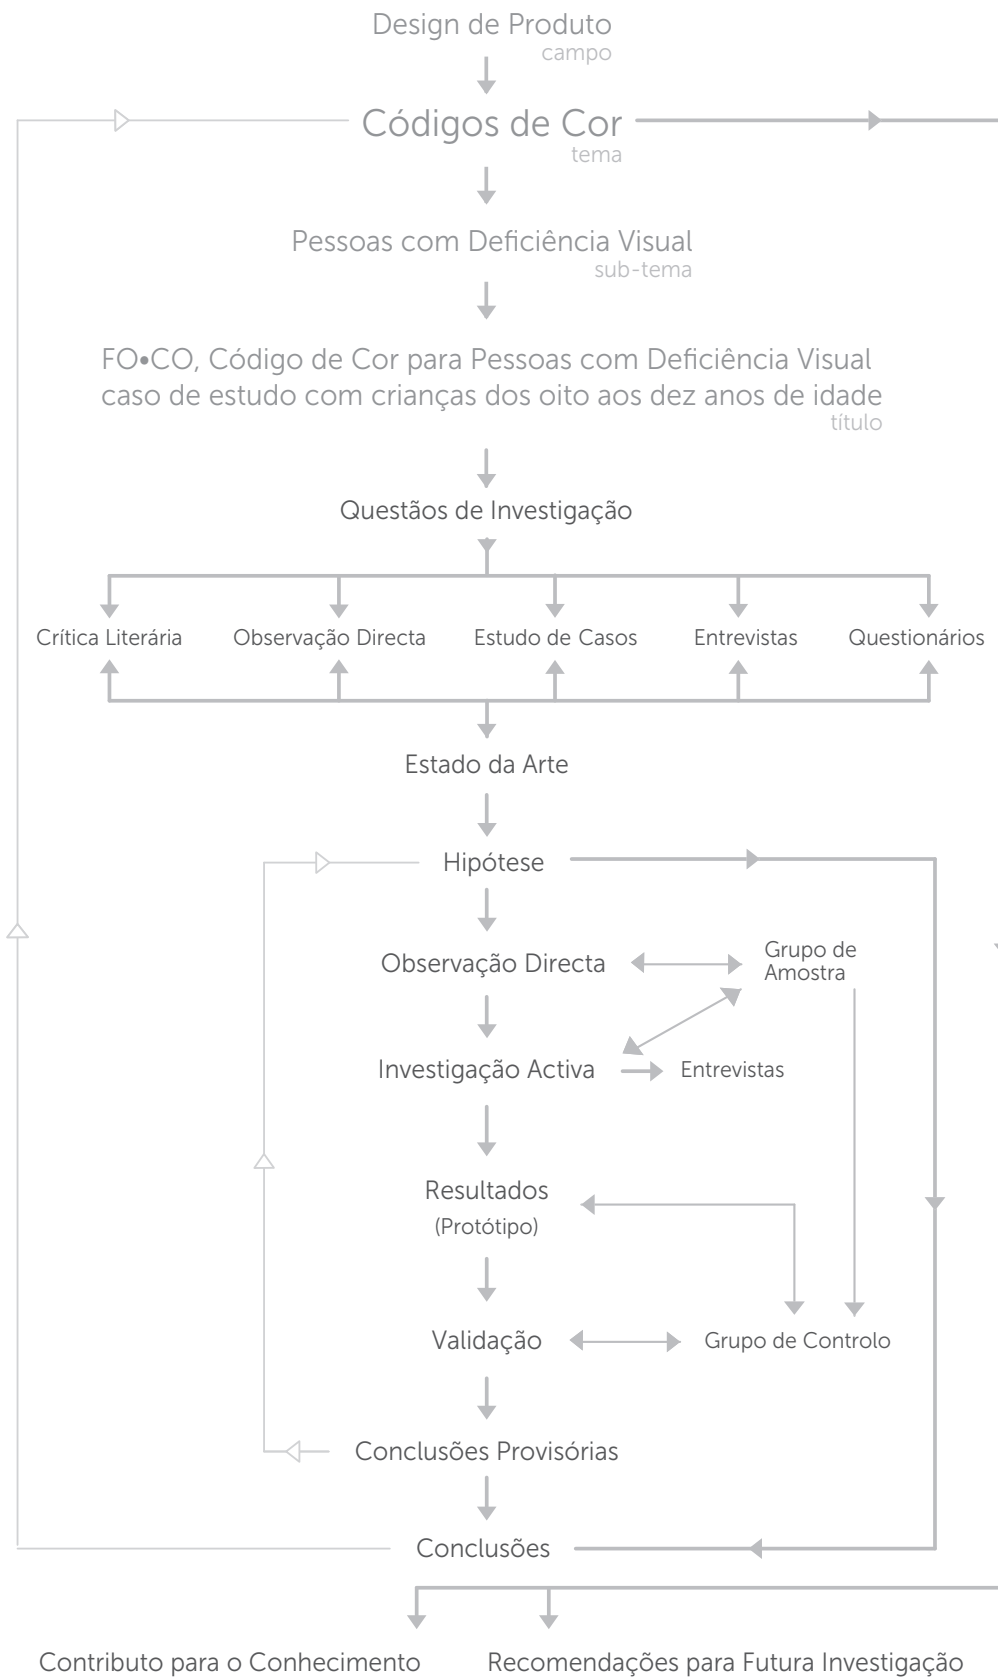 Design de Produto
campo
Códigos de Cor
tema
Pessoas com Deficiência Visual
sub-tema
FO•CO, Código de Cor para Pessoas com Deficiência Visual
caso de estudo com crianças dos oito aos dez anos de idade
título
Questãos de Investigação
Crítica Literária
Observação Directa
Estudo de Casos
Entrevistas
Questionários
Estado da Arte
Hipótese
Observação Directa
Grupo de
Amostra
Investigação Activa
Entrevistas
Resultados
(Protótipo)
Validação
Grupo de Controlo
Conclusões Provisórias
Conclusões
Contributo para o Conhecimento
Recomendações para Futura Investigação